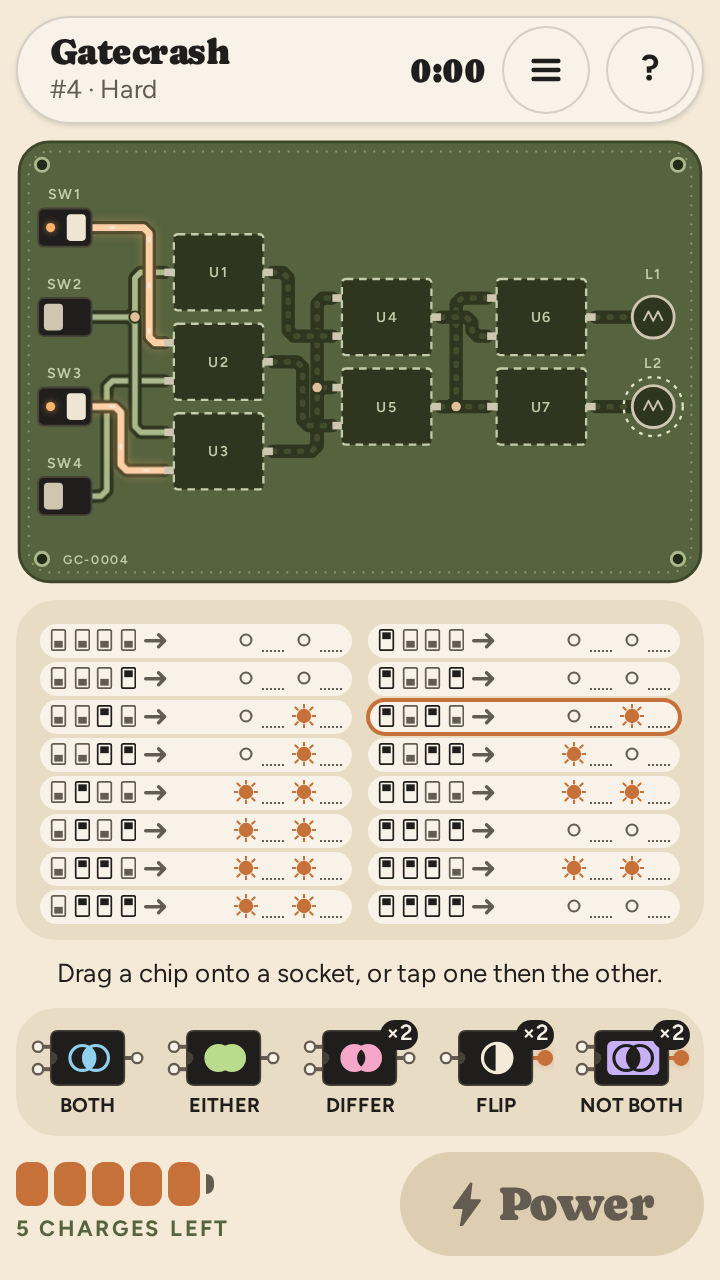 Gatecrash
#4 · Hard
0:00
?
SW1
SW2
SW3
SW4
U1
U2
U3
U4
U5
U6
U7
L1
L2
GC-0004
Drag a chip onto a socket, or tap one then the other.
BOTH
EITHER
×2
DIFFER
×2
FLIP
×2
NOT BOTH
5 CHARGES LEFT
Power